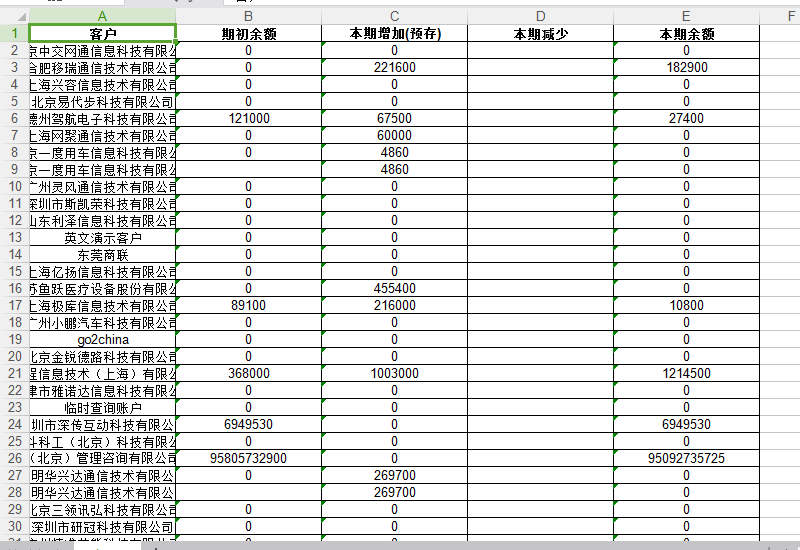 A B C D E F
1 客户 期初余额 本期增加(预存) 本期减少 本期余额
2 京中交网通信息科技有限公 0 0 0
3 合肥移瑞通信技术有限公司 0 221600 182900
4 上海兴容信息技术有限公司 0 0 0
5 北京易代步科技有限公司 0 0 0
6 德州驾航电子科技有限公司 121000 67500 27400
7 上海网聚通信技术有限公司 0 60000 0
8 京一度用车信息科技有限公 0 4860 0
9 京一度用车信息科技有限公 4860 0
10 广州灵风通信技术有限公司 0 0 0
11 深圳市斯凯荣科技有限公司 0 0 0
12 山东利泽信息科技有限公司 0 0 0
13 英文演示客户 0 0 0
14 东莞商联 0 0 0
15 上海亿扬信息科技有限公司 0 0 0
16 苏鱼跃医疗设备股份有限公 0 455400 0
17 上海极库信息技术有限公司 89100 216000 10800
18 广州小鹏汽车科技有限公司 0 0 0
19 go2china 0 0 0
20 北京金锐德路科技有限公司 0 0 0
21 程信息技术（上海）有限公 368000 1003000 1214500
22 津市雅诺达信息科技有限公 0 0 0
23 临时查询账户 0 0 0
24 圳市深传互动科技有限公 6949530 0 6949530
25 科工（北京）科技有限公 0 0 0
26 （北京）管理咨询有限公司 95805732900 0 95092735725
27 明华兴达通信技术有限公 0 269700 0
28 明华兴达通信技术有限公 269700 0
29 北京三领讯弘科技有限公司 0 0 0
30 深圳市研冠科技有限公司 0 0 0